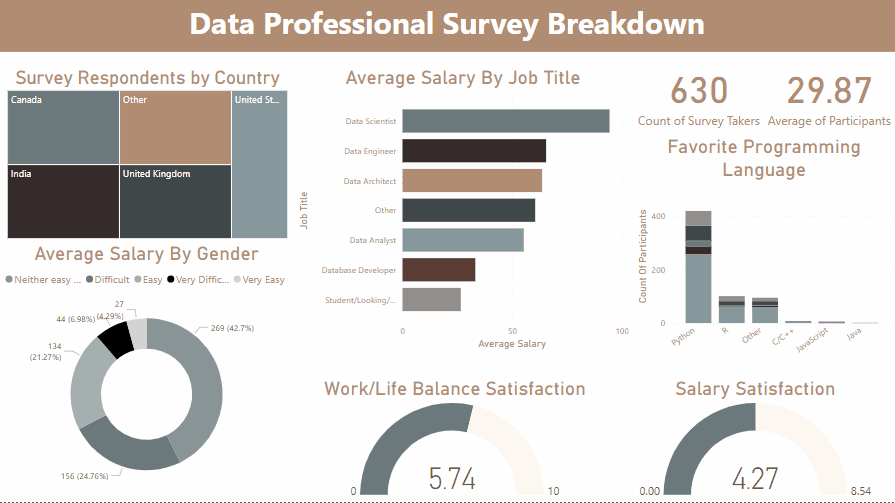 Data Professional Survey Breakdown
Survey Respondents by Country
Canada
Other
United St...
India
United Kingdom
Average Salary By Gender
Neither easy ... Difficult Easy Very Diffic... Very Easy
27
(4.29%)
44 (6.98%)
269 (42.7%)
134
(21.27%)
156 (24.76%)
Average Salary By Job Title
Job Title
Data Scientist
Data Engineer
Data Architect
Other
Data Analyst
Database Developer
Student/Looking/...
0 50 100
Average Salary
630
Count of Survey Takers
29.87
Average of Participants
Favorite Programming
Language
Count Of Participants
400
200
0
Python
R
Other
C/C++
JavaScript
Java
Work/Life Balance Satisfaction
5.74
0
10
Salary Satisfaction
4.27
0.00
8.54